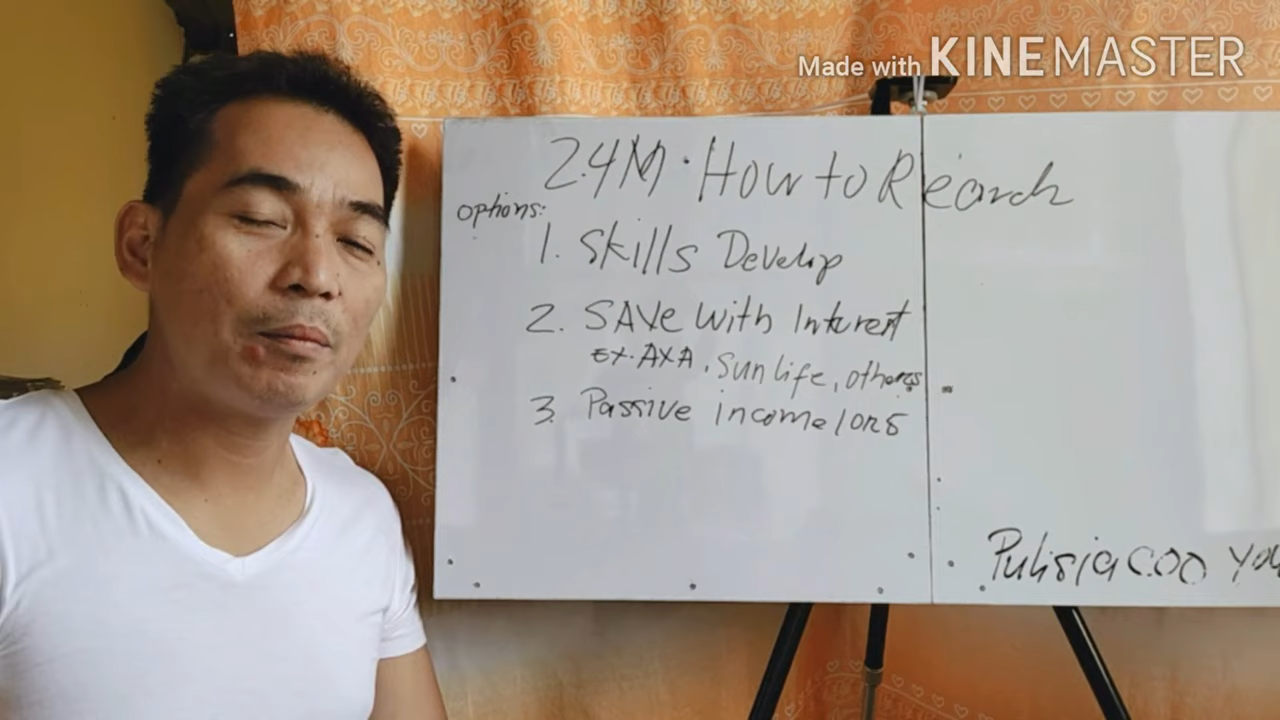 Made with KINEMASTER
2.4M. How to Reach
Options:
1. Skills Develop
2. SAVe With Interest
EX. AXA, Sun life, others
3. Passive income
Pulisja